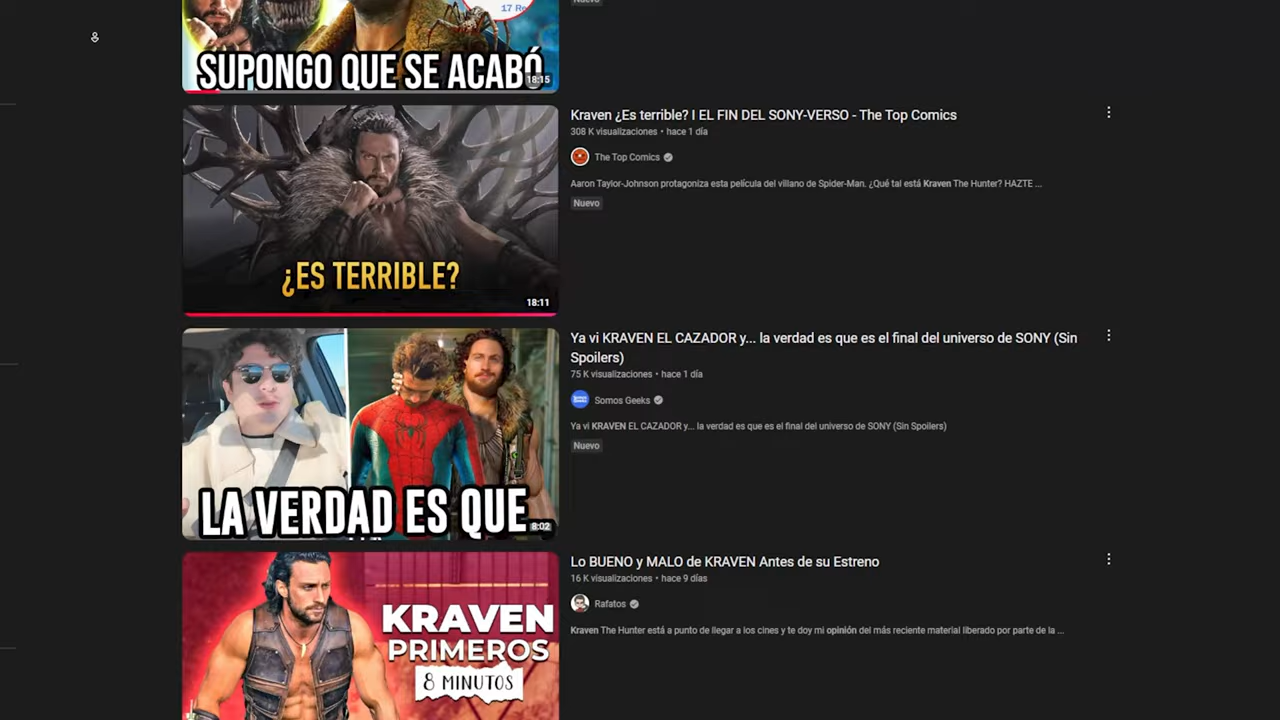 Nuevo
17 Re
SUPONGO QUE SE ACABÓ
18:15
Kraven ¿Es terrible? I EL FIN DEL SONY-VERSO - The Top Comics
308 K visualizaciones • hace 1 día
The Top Comics
Aaron Taylor-Johnson protagoniza esta película del villano de Spider-Man. ¿Qué tal está Kraven The Hunter? HAZTE ...
Nuevo
¿ES TERRIBLE?
18:11
Ya vi KRAVEN EL CAZADOR y... la verdad es que es el final del universo de SONY (Sin
Spoilers)
75 K visualizaciones • hace 1 día
Somos Geeks
Ya vi KRAVEN EL CAZADOR y... la verdad es que es el final del universo de SONY (Sin Spoilers)
Nuevo
LA VERDAD ES QUE
8:02
Lo BUENO y MALO de KRAVEN Antes de su Estreno
16 K visualizaciones • hace 9 días
Rafatos
Kraven The Hunter está a punto de llegar a los cines y te doy mi opinión del más reciente material liberado por parte de la ...
KRAVEN
PRIMEROS
8 MINUTOS